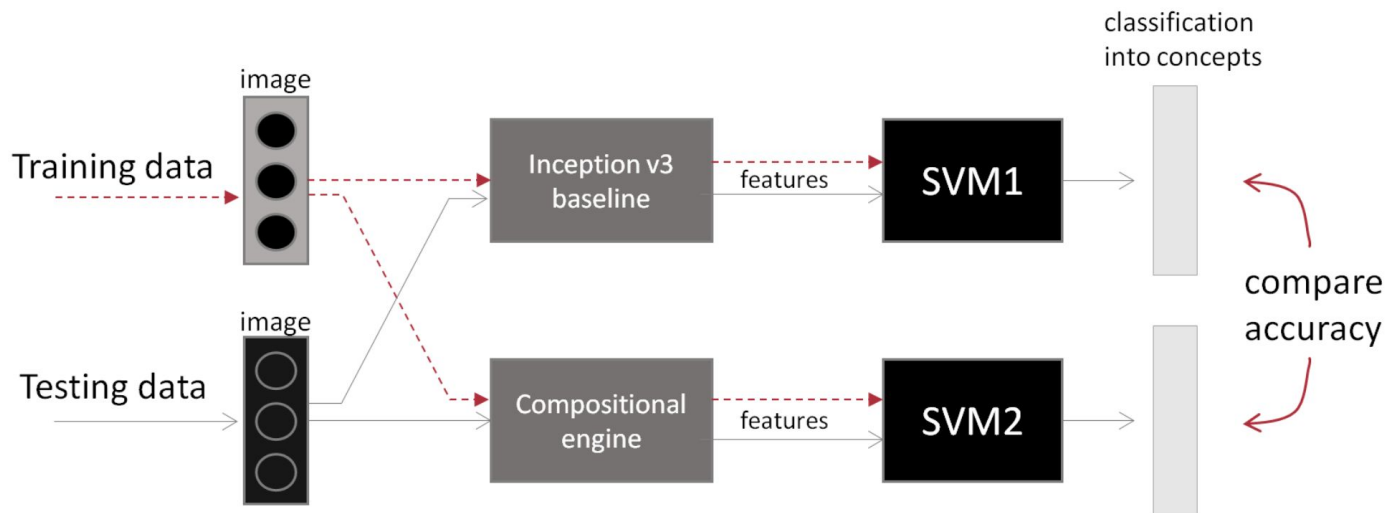 classification
into concepts
image
Training data
Inception v3
baseline
features
SVM1
compare
accuracy
image
Testing data
Compositional
engine
features
SVM2